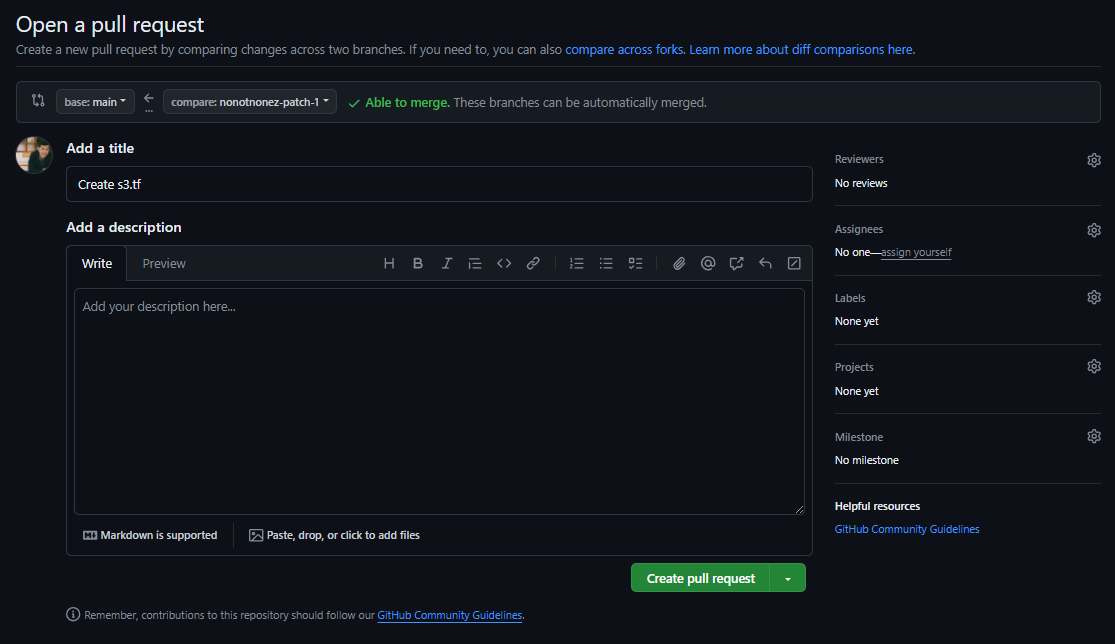 Open a pull request
Create a new pull request by comparing changes across two branches. If you need to, you can also compare across forks. Learn more about diff comparisons here.
base: main
compare: nonotnonez-patch-1
Able to merge. These branches can be automatically merged.
Add a title
Create s3.tf
Add a description
Write
Preview
Add your description here...
Markdown is supported
Paste, drop, or click to add files
Create pull request
Remember, contributions to this repository should follow our GitHub Community Guidelines.
Reviewers
No reviews
Assignees
No one—assign yourself
Labels
None yet
Projects
None yet
Milestone
No milestone
Helpful resources
GitHub Community Guidelines